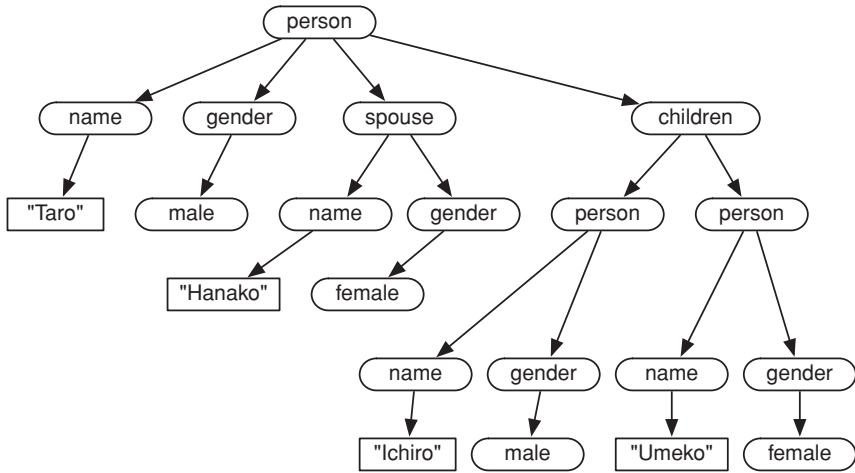 person
name
gender
spouse
children
"Taro"
male
name
gender
person
person
"Hanako"
female
name
gender
name
gender
"Ichiro"
male
"Umeko"
female